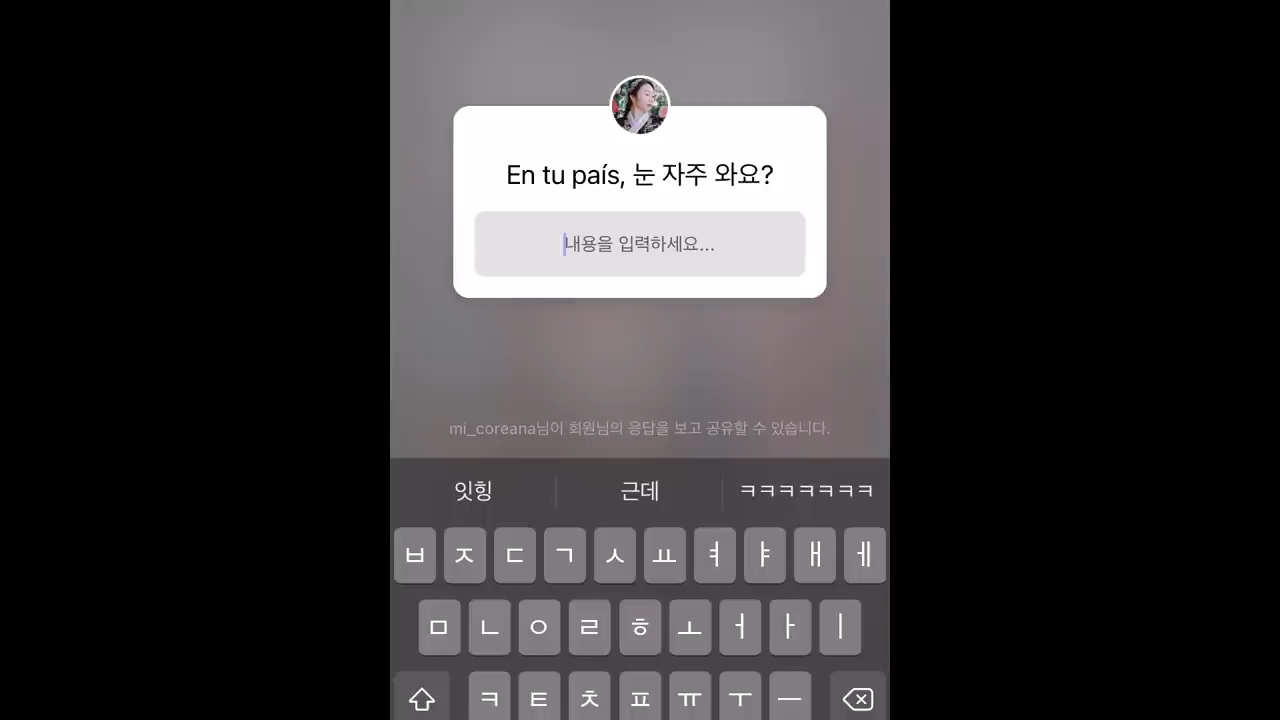 En tu país, 눈 자주 와요?
내용을 입력하세요...
mi_coreana님이 회원님의 응답을 보고 공유할 수 있습니다.
잇힝 근데 ㅋㅋㅋㅋㅋㅋㅋ
ㅂ ㅈ ㄷ ㄱ ㅅ ㅛ ㅕ ㅑ ㅐ ㅔ
ㅁ ㄴ ㅇ ㄹ ㅎ ㅗ ㅓ ㅏ ㅣ
ㅋ ㅌ ㅊ ㅍ ㅠ ㅜ ㅡ